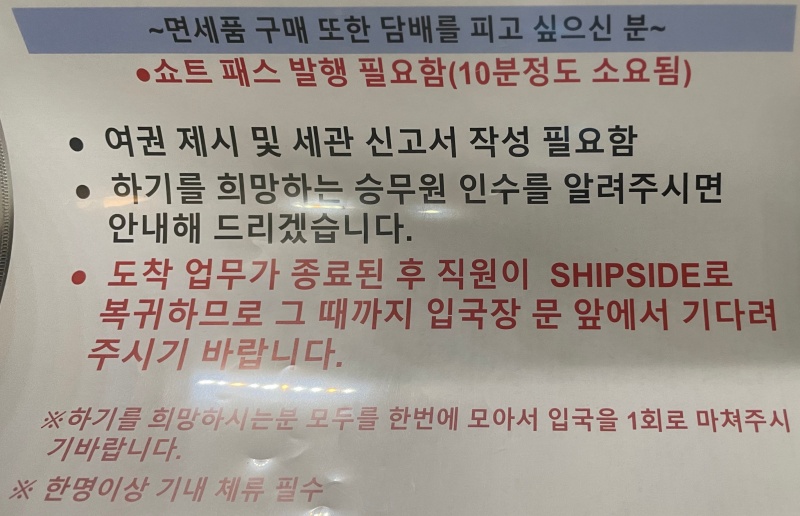 ~면세품 구매 또한 담배를 피고 싶으신 분~
●쇼트 패스 발행 필요함(10분정도 소요됨)
● 여권 제시 및 세관 신고서 작성 필요함
● 하기를 희망하는 승무원 인수를 알려주시면
안내해 드리겠습니다.
● 도착 업무가 종료된 후 직원이 SHIPSIDE로
복귀하므로 그 때까지 입국장 문 앞에서 기다려
주시기 바랍니다.
※하기를 희망하시는분 모두를 한번에 모아서 입국을 1회로 마쳐주시
기바랍니다.
※ 한명이상 기내 체류 필수